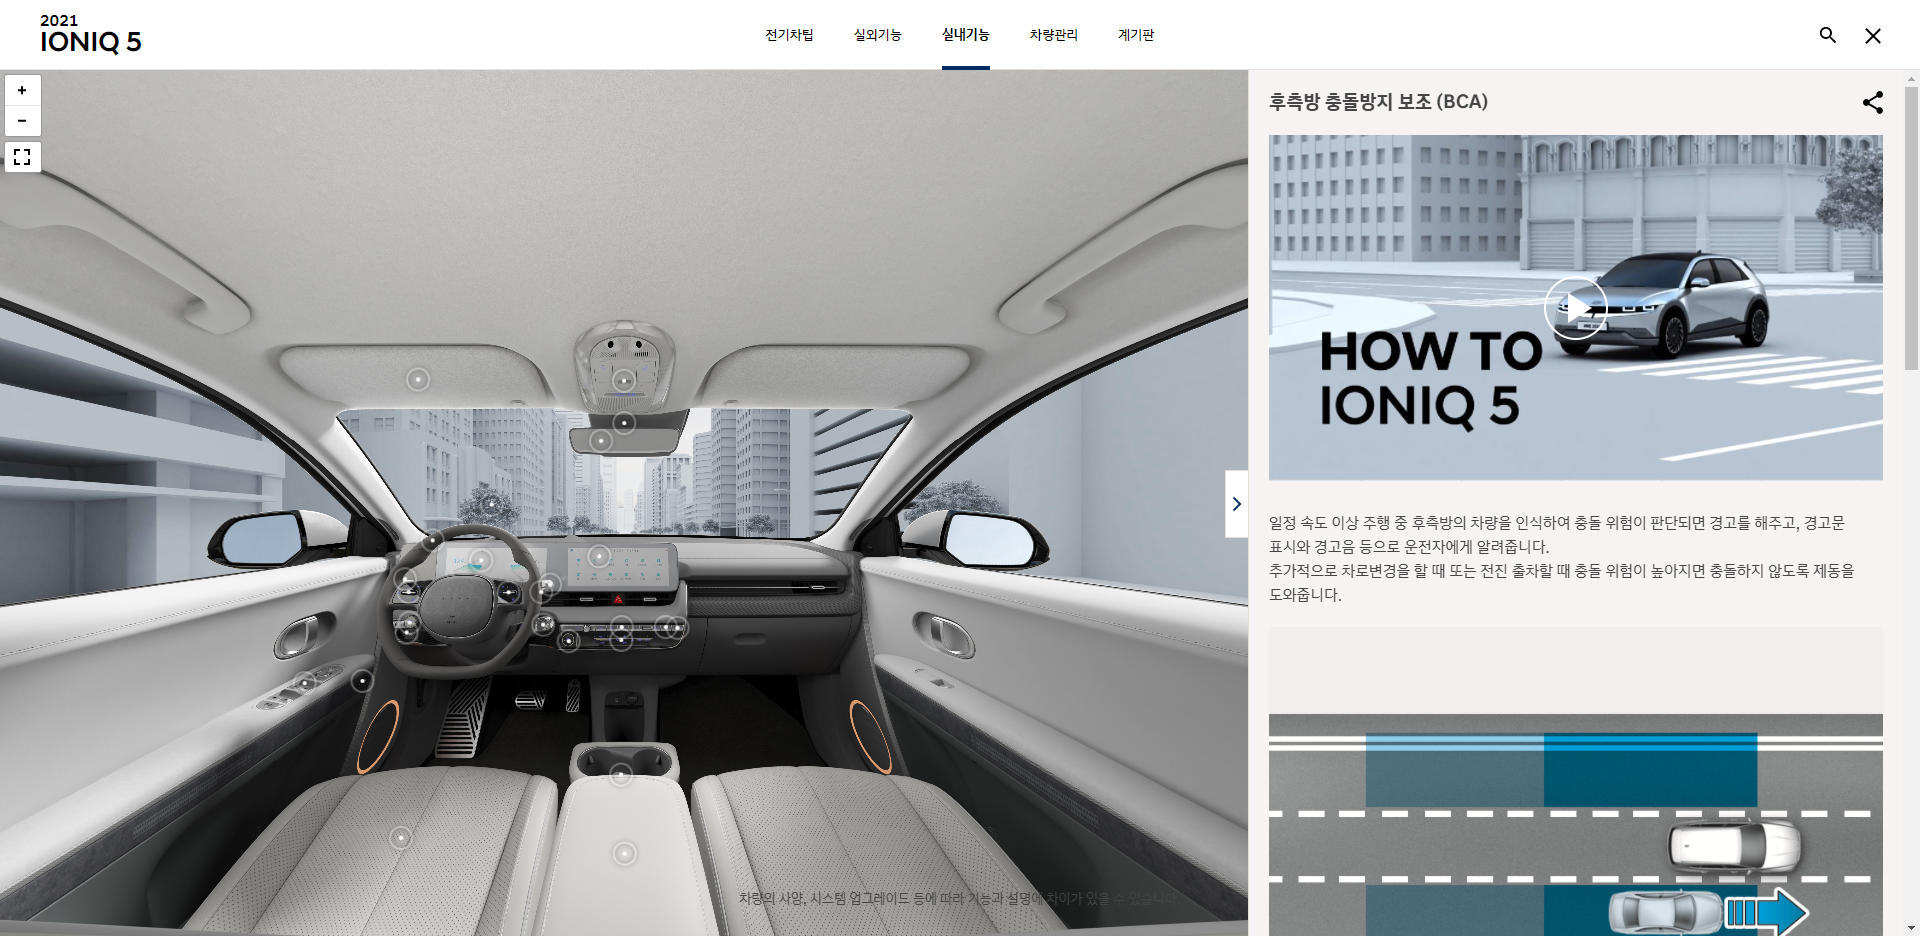 2021
IONIQ 5
전기차팁
실외기능
실내기능
차량관리
계기판
+
−
후측방 충돌방지 보조 (BCA)
HOW TO
IONIQ 5
일정 속도 이상 주행 중 후측방의 차량을 인식하여 충돌 위험이 판단되면 경고를 해주고, 경고문
표시와 경고음 등으로 운전자에게 알려줍니다.
추가적으로 차로변경을 할 때 또는 전진 출차할 때 충돌 위험이 높아지면 충돌하지 않도록 제동을
도와줍니다.
차량의 사양, 시스템 업그레이드 등에 따라 기능과 설명에 차이가 있을 수 있습니다.